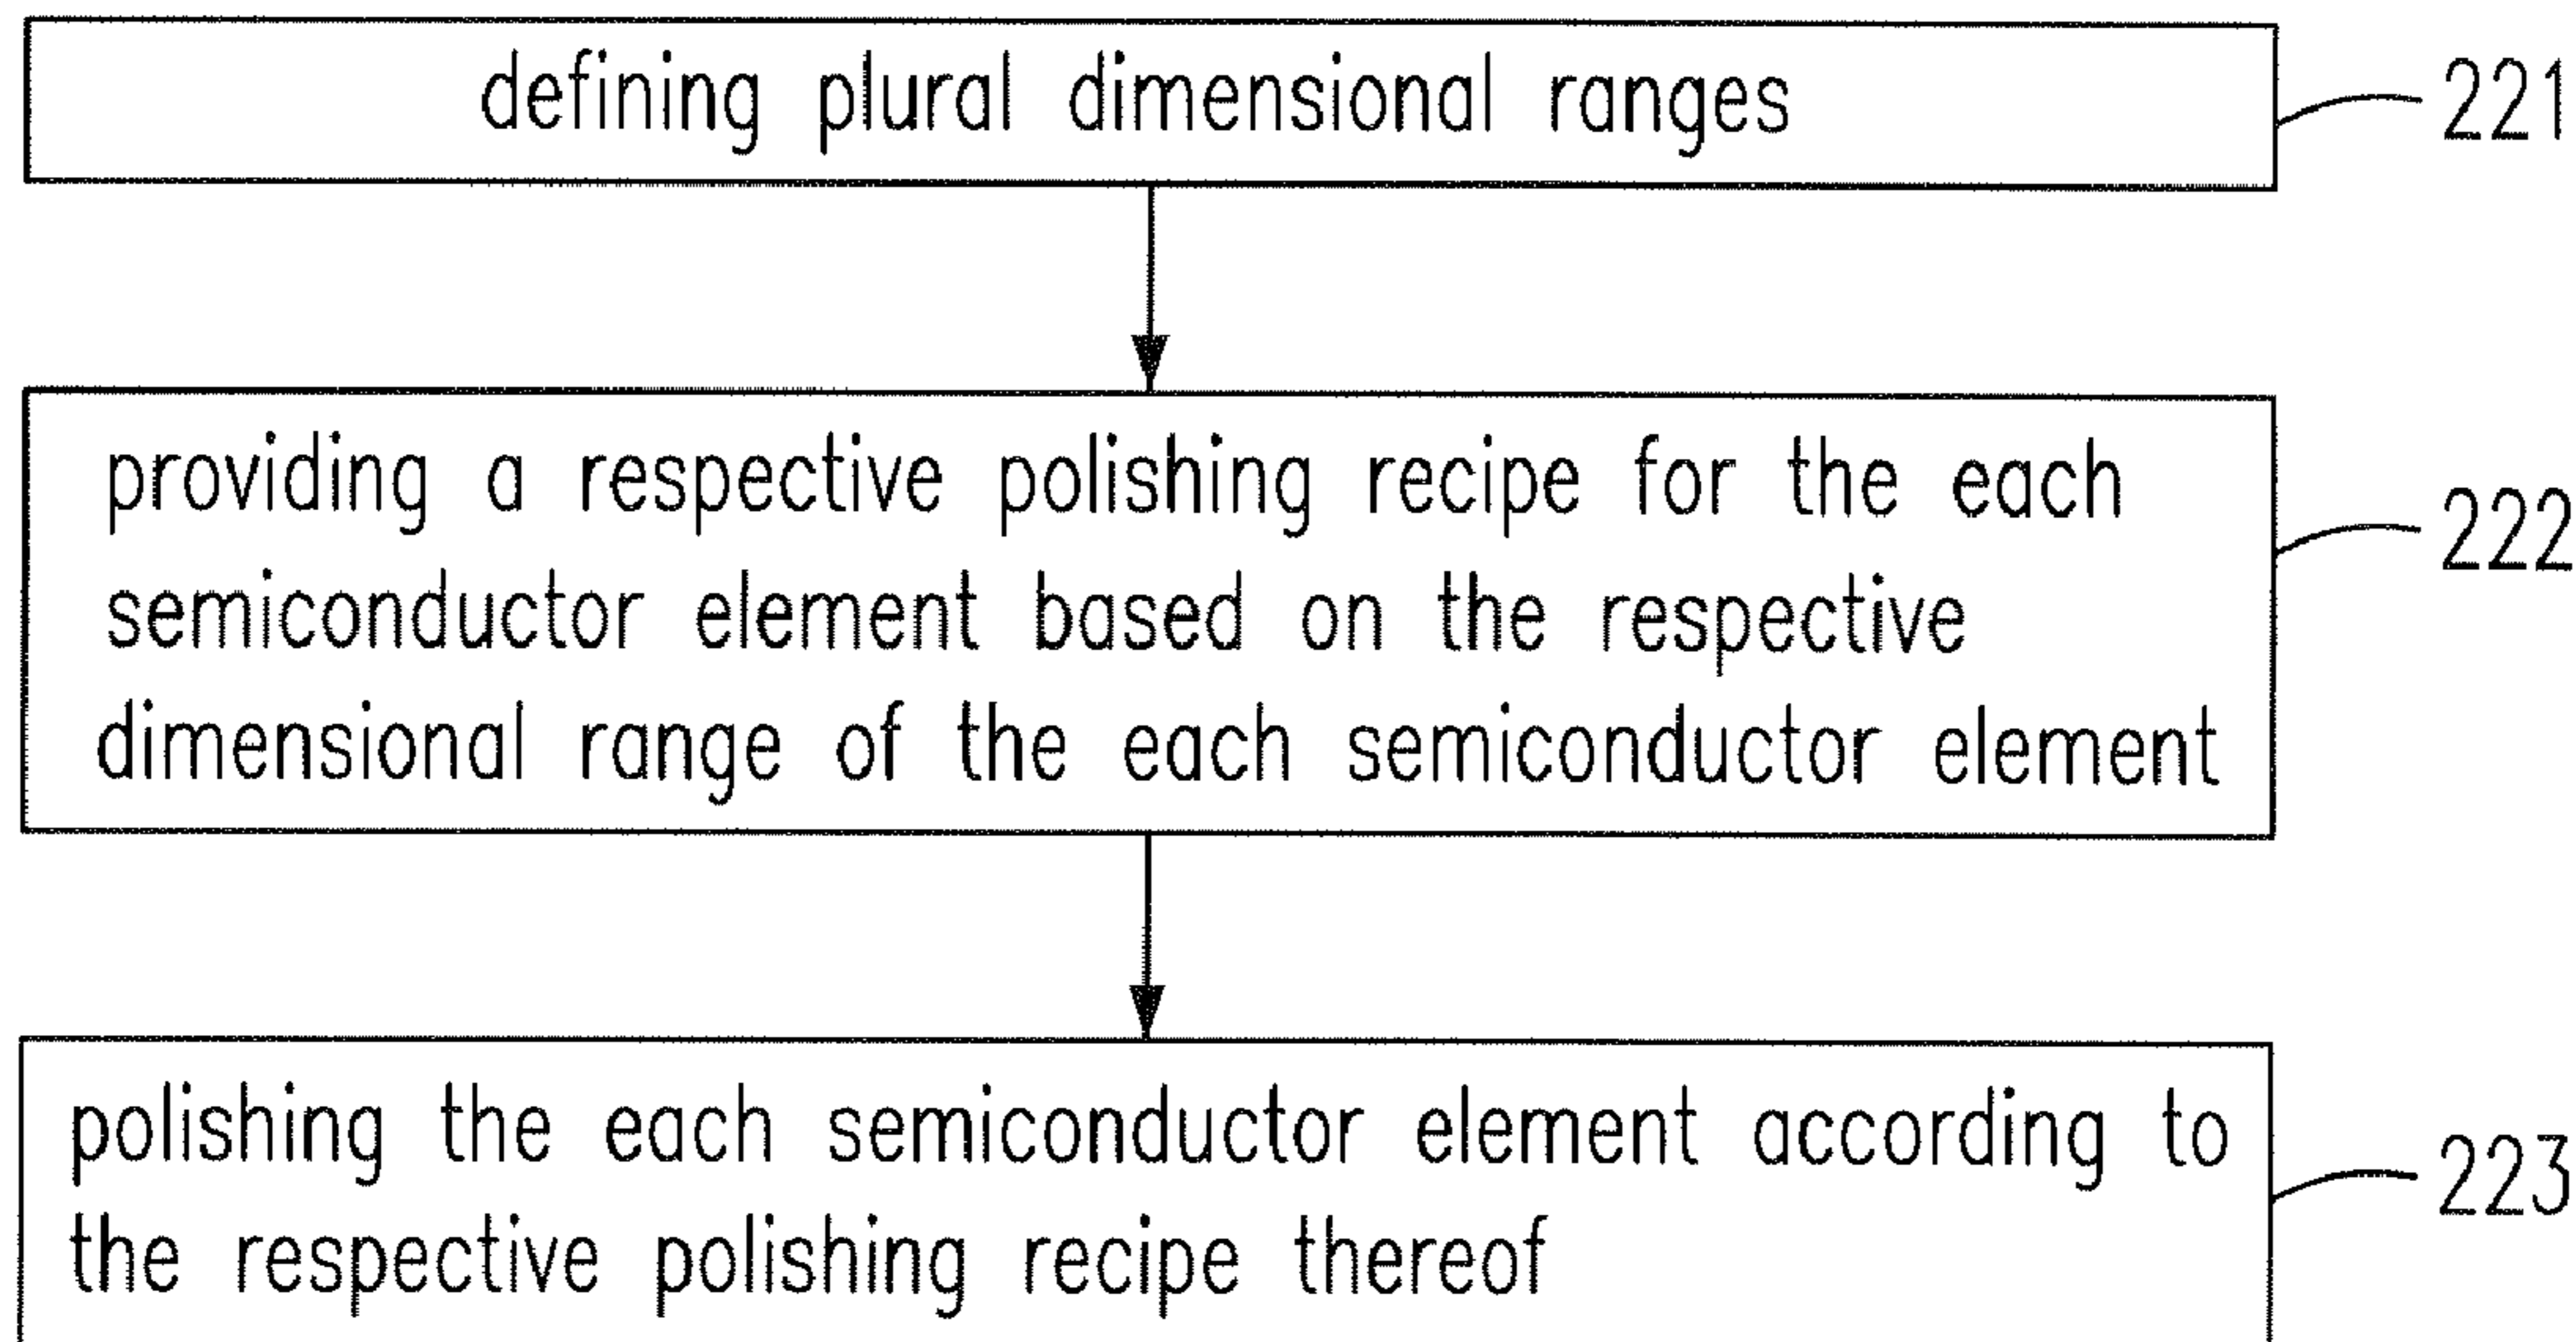 defining plural dimensional ranges
221
providing a respective polishing recipe for the each
semiconductor element based on the respective
dimensional range of the each semiconductor element
222
polishing the each semiconductor element according to
the respective polishing recipe thereof
223